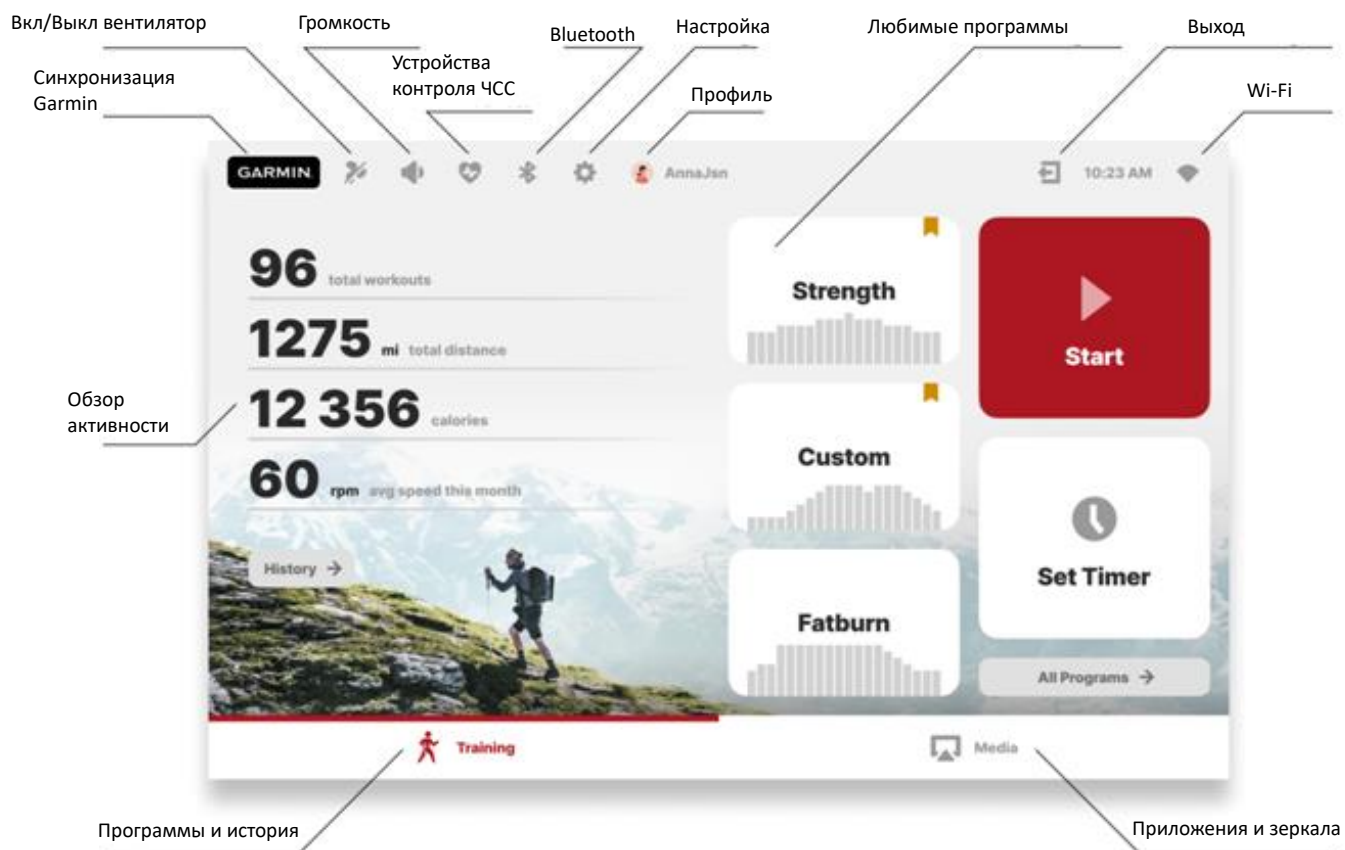 Вкл/Выкл вентилятор
Громкость
Bluetooth
Настройка
Любимые программы
Выход
Синхронизация
Garmin
Устройства
контроля ЧСС
Профиль
Wi-Fi
GARMIN
AnnaJsn
10:23 AM
96 total workouts
1275 mi total distance
12 356 calories
60 rpm avg speed this month
History →
Обзор
активности
Strength
Custom
Fatburn
Start
Set Timer
All Programs →
Training
Media
Программы и история
Приложения и зеркала